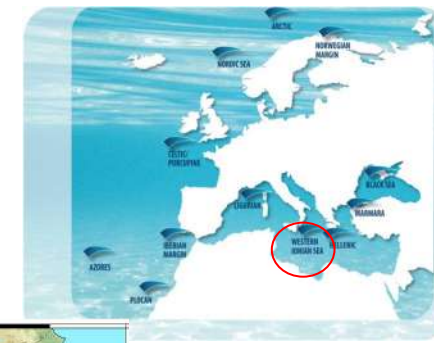 ARCTIC
NORWEGIAN
MARGIN
NORDIC SEA
CELTIC/
PORCUPINE
BLACK SEA
LIGURIAN
MARMARA
IBERIAN
MARGIN
WESTERN
IONIAN SEA
HELLENIC
AZORES
PLOCAN